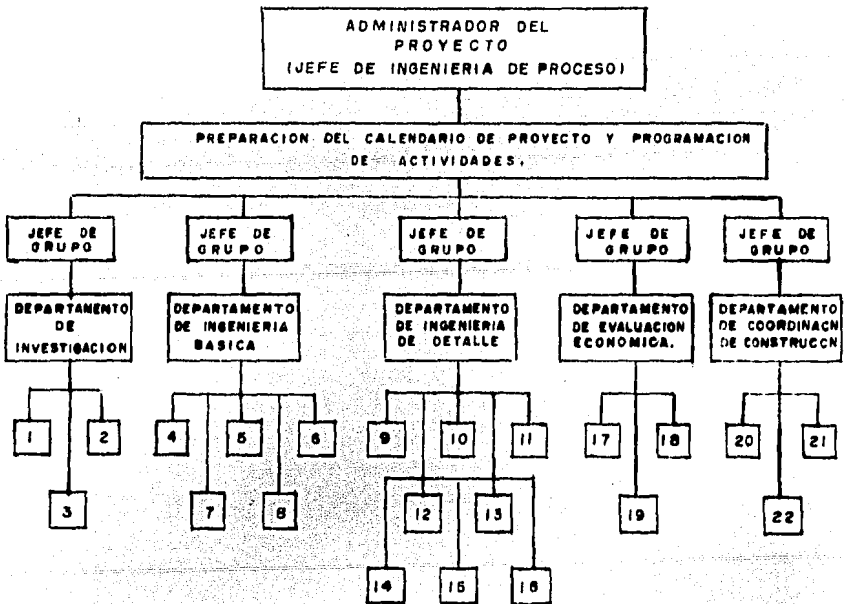 ADMINISTRADOR DEL
PROYECTO
(JEFE DE INGENIERIA DE PROCESO)
PREPARACION DEL CALENDARIO DE PROYECTO Y PROGRAMACION
DE ACTIVIDADES.
JEFE DE
GRUPO
JEFE DE
GRUPO
JEFE DE
GRUPO
JEFE DE
GRUPO
JEFE DE
GRUPO
DEPARTAMENTO
DE
INVESTIGACION
DEPARTAMENTO
DE INGENIERIA
BASICA
DEPARTAMENTO
DE INGENIERIA
DE DETALLE
DEPARTAMENTO
DE EVALUACION
ECONOMICA.
DEPARTAMENTO
DE COORDINACN
DE CONSTRUCCN
1
2
3
4
5
6
7
8
9
10
11
12
13
14
15
16
17
18
19
20
21
22